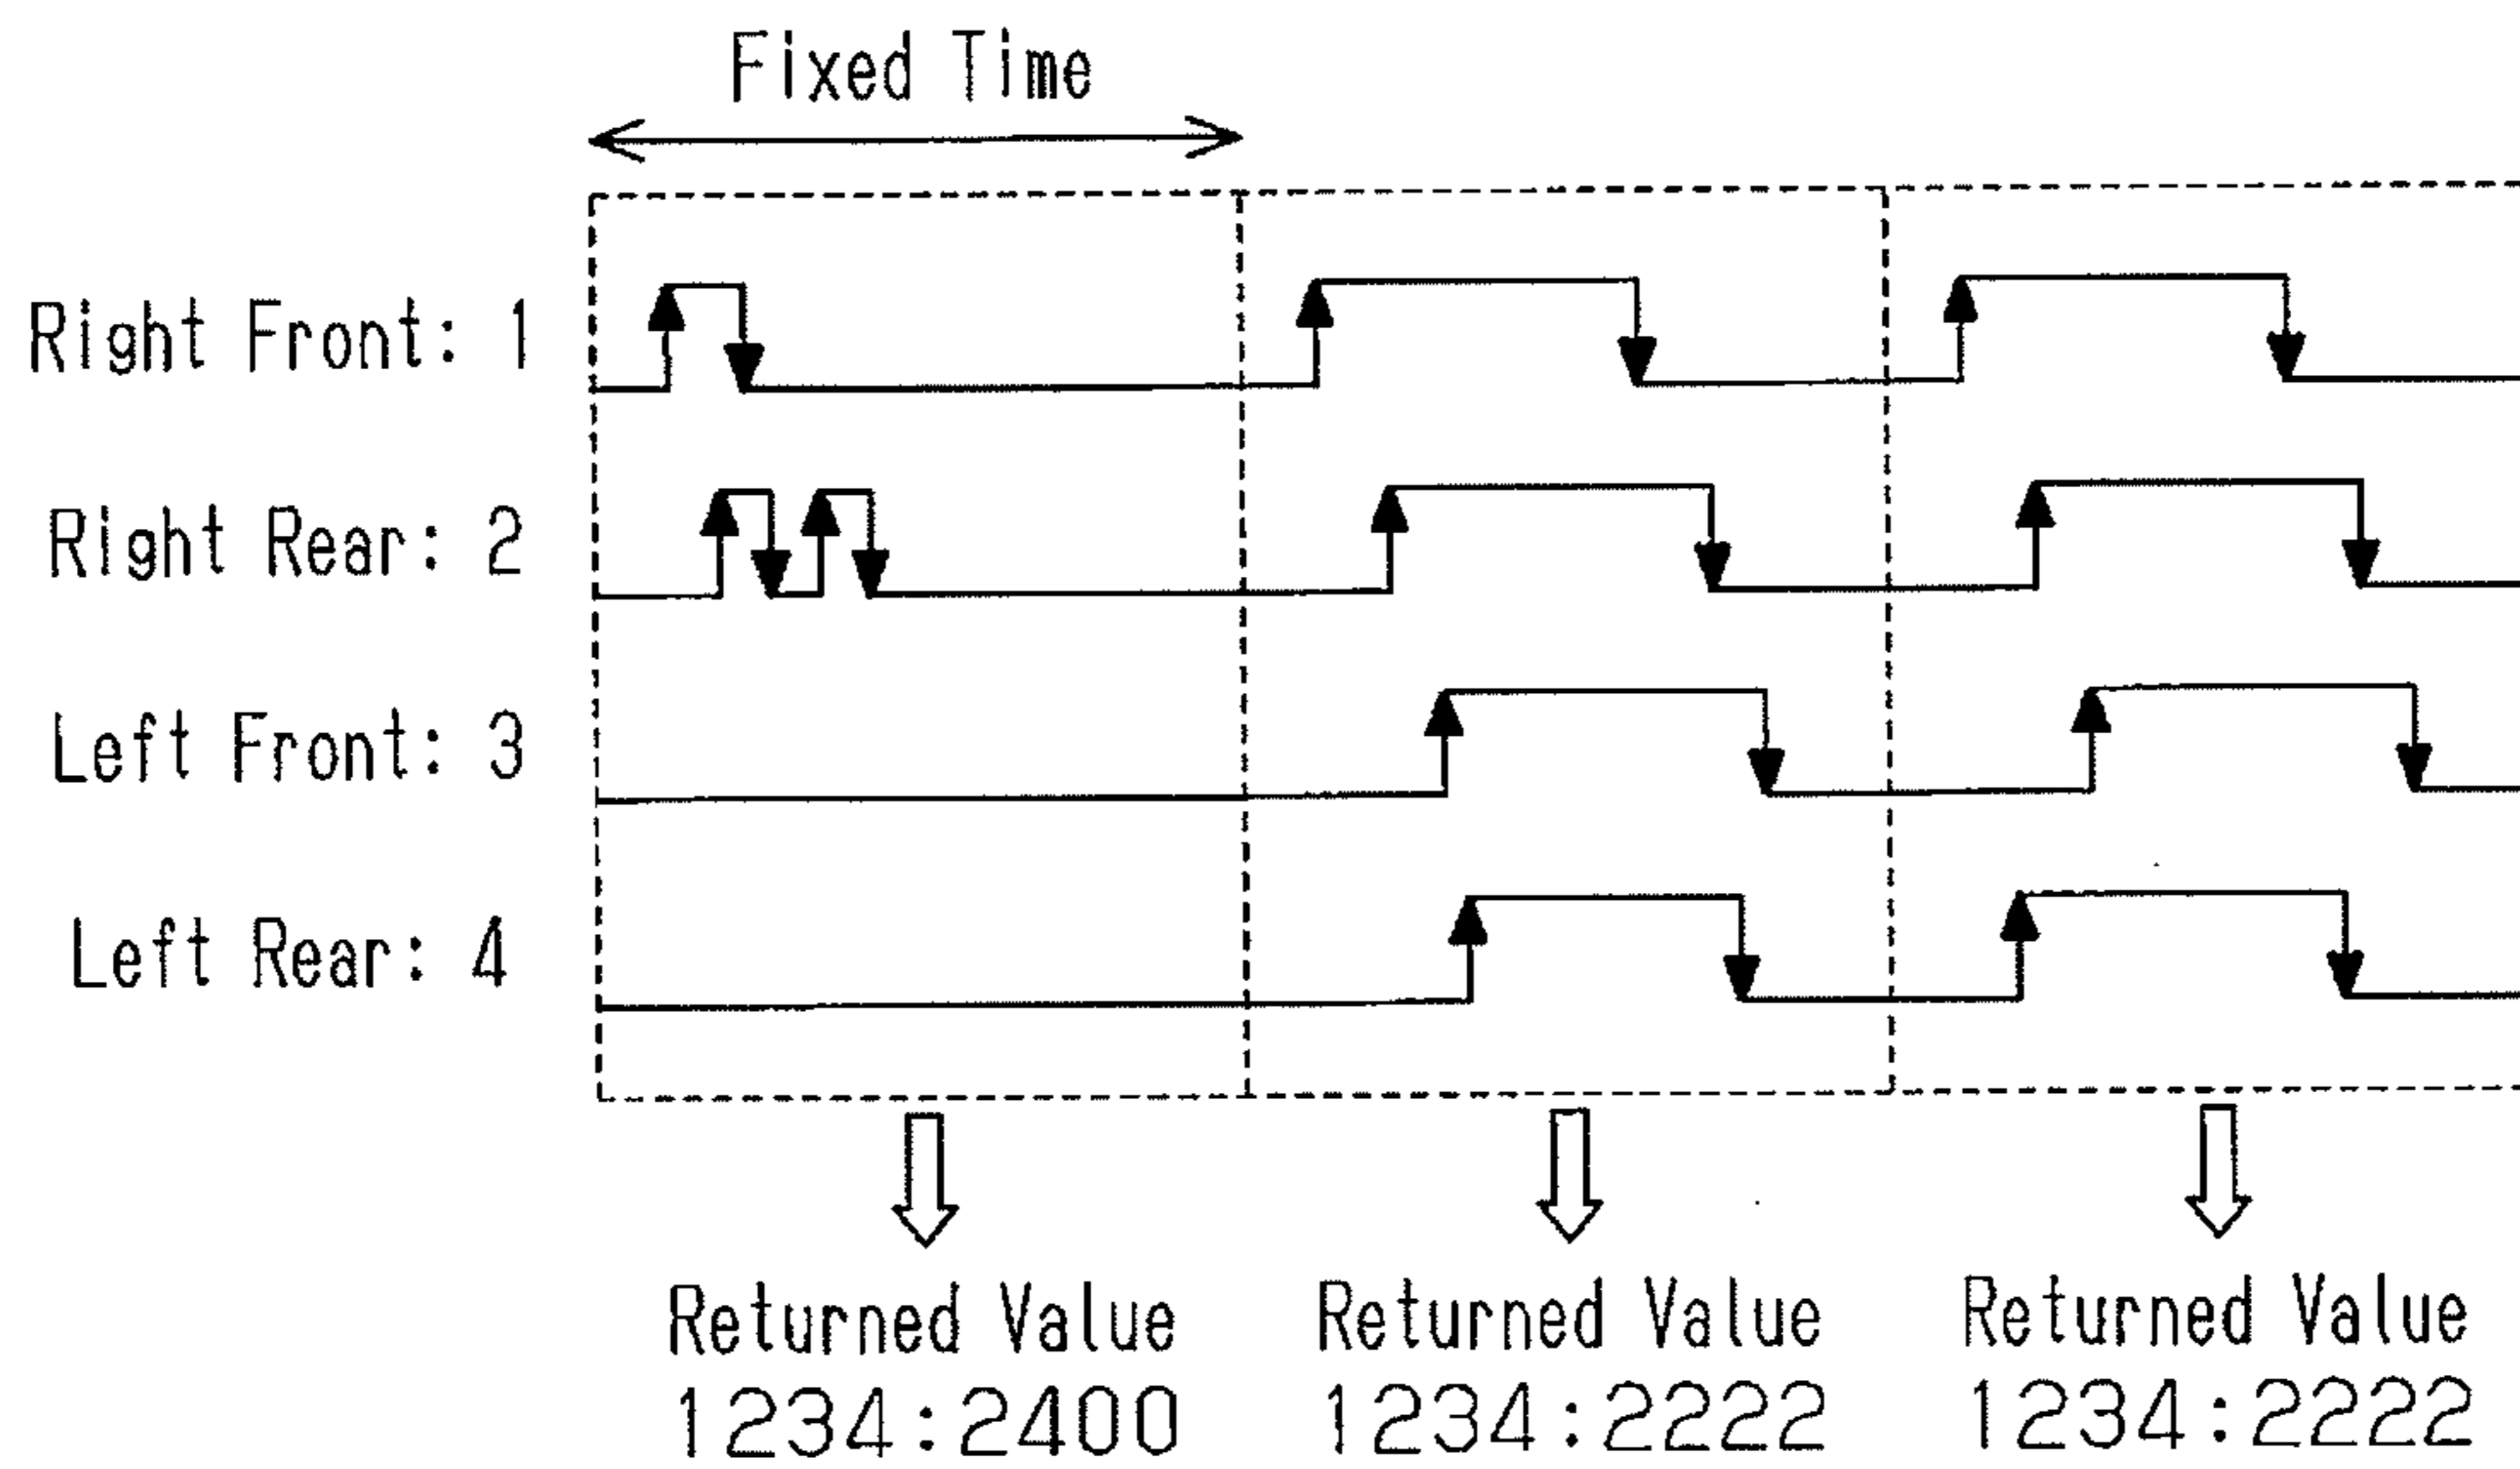 Fixed Time
Right Front: 1
Right Rear: 2
Left Front: 3
Left Rear: 4
Returned Value
1234:2400
Returned Value
1234:2222
Returned Value
1234:2222